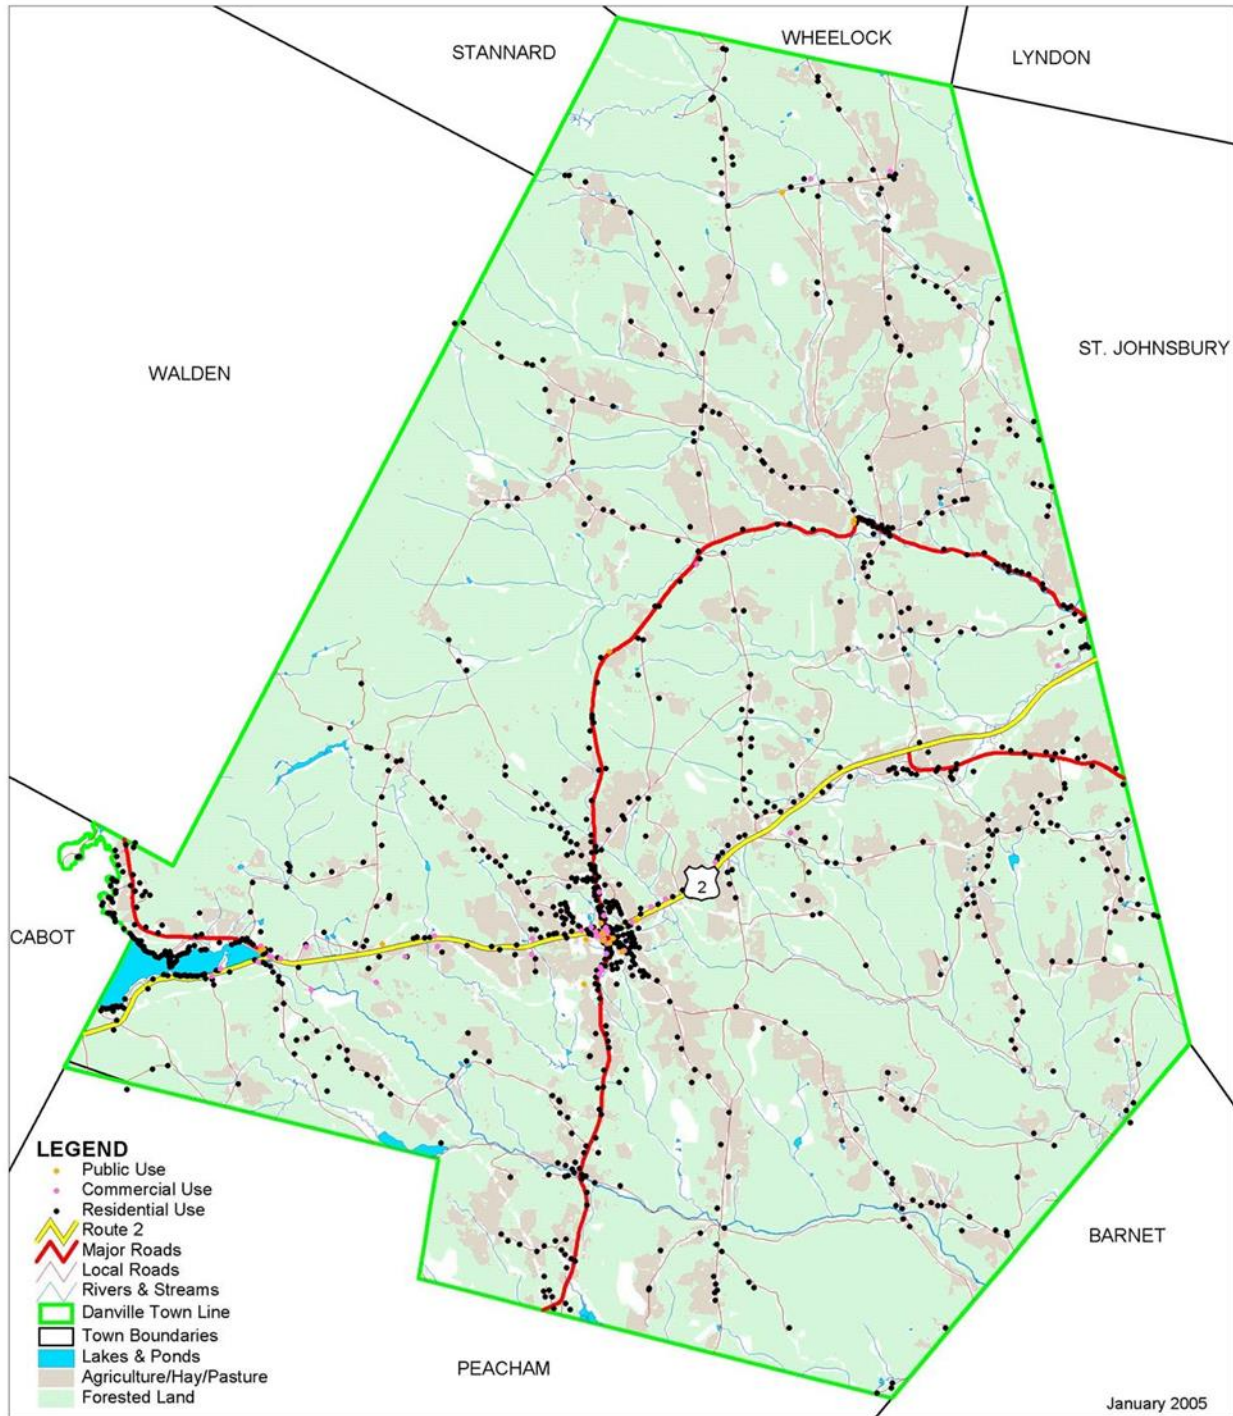 WHEELOCK
STANNARD
LYNDON
ST. JOHNSBURY
WALDEN
2
CABOT
LEGEND
Public Use
Commercial Use
Residential Use
Route 2
Major Roads
Local Roads
Rivers & Streams
Danville Town Line
Town Boundaries
Lakes & Ponds
Agriculture/Hay/Pasture
Forested Land
BARNET
PEACHAM
January 2005